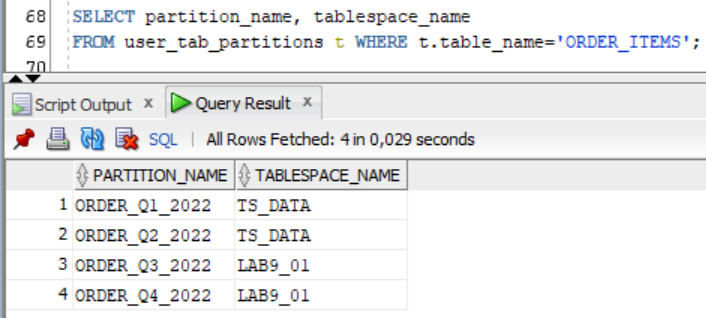 68 SELECT partition_name, tablespace_name
69 FROM user_tab_partitions t WHERE t.table_name='ORDER_ITEMS';
70
Script Output x Query Result x
SQL | All Rows Fetched: 4 in 0,029 seconds
PARTITION_NAME TABLESPACE_NAME
1 ORDER_Q1_2022 TS_DATA
2 ORDER_Q2_2022 TS_DATA
3 ORDER_Q3_2022 LAB9_01
4 ORDER_Q4_2022 LAB9_01